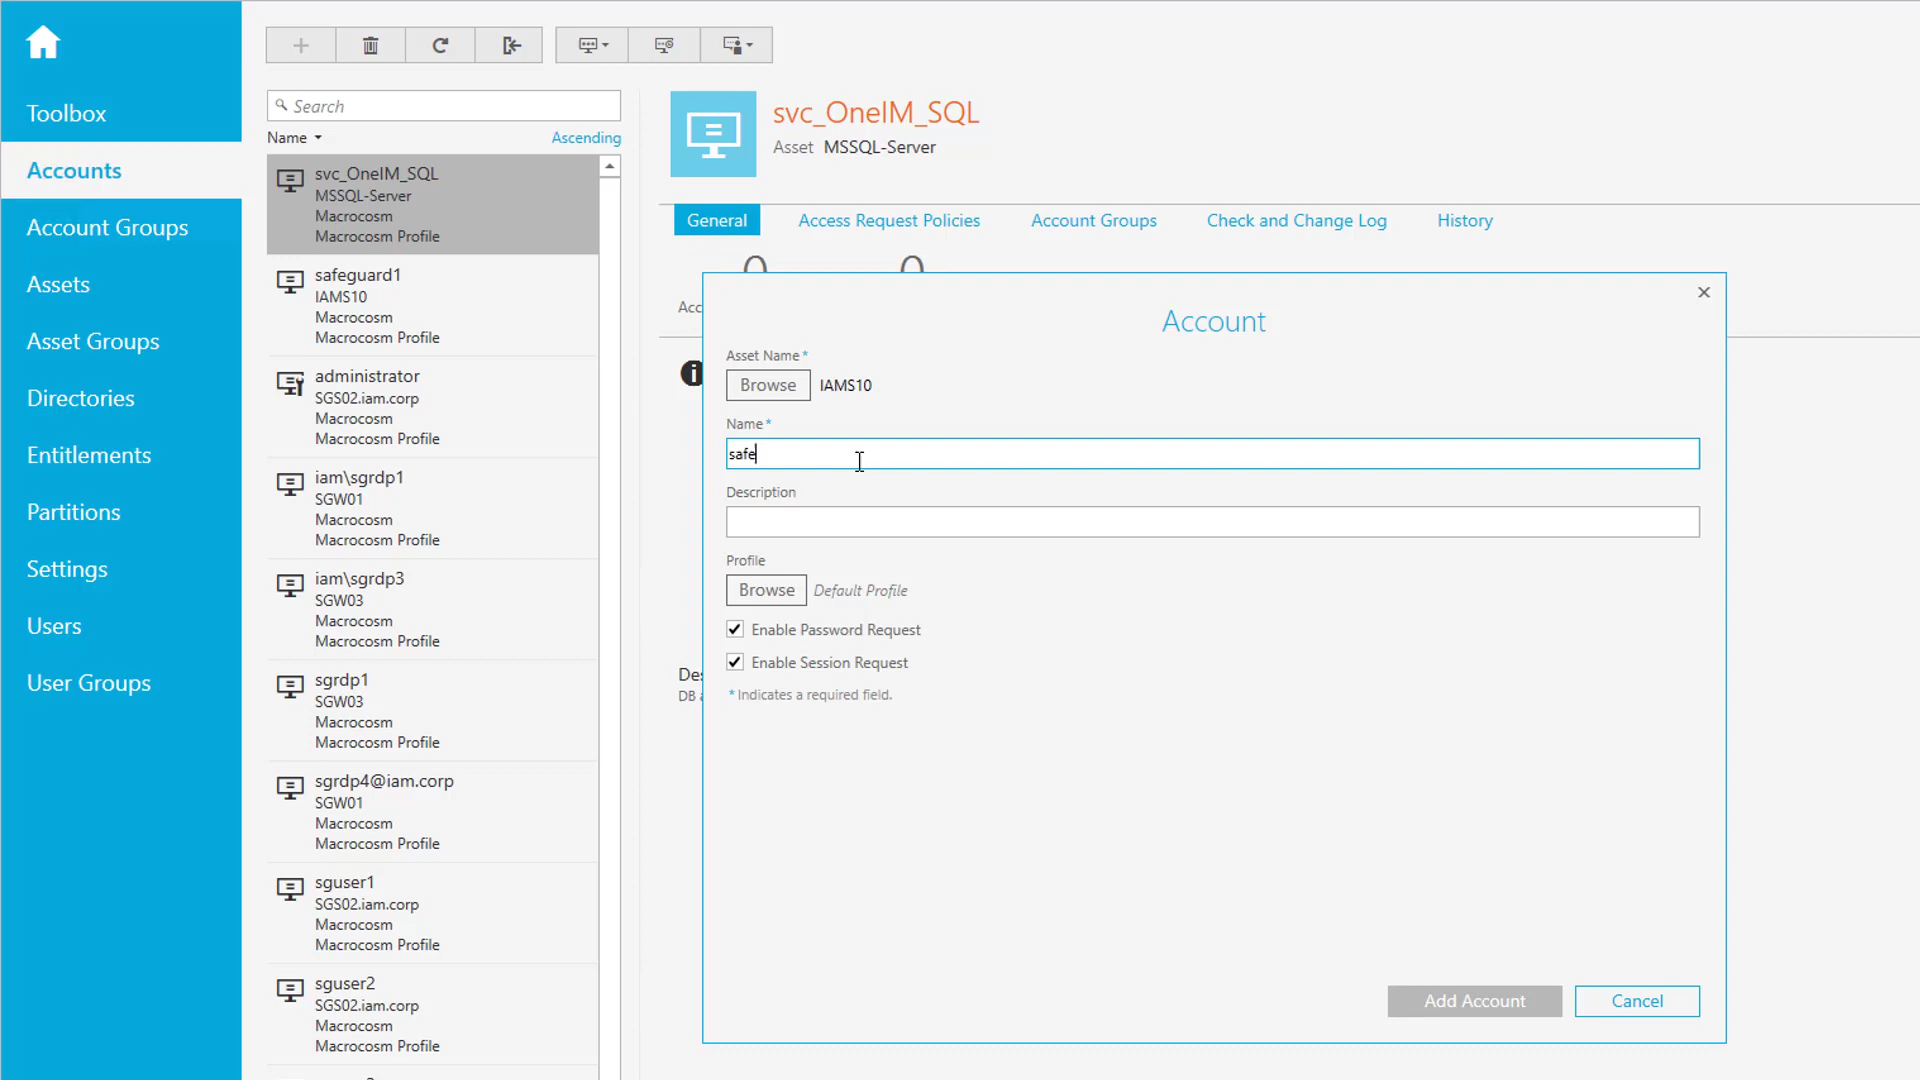 Toolbox
Accounts
Account Groups
Assets
Asset Groups
Directories
Entitlements
Partitions
Settings
Users
User Groups
Search
Name
Ascending
svc_OneIM_SQL
MSSQL-Server
Macrocosm
Macrocosm Profile
safeguard1
IAMS10
Macrocosm
Macrocosm Profile
administrator
SGS02.iam.corp
Macrocosm
Macrocosm Profile
iam\sgrdp1
SGW01
Macrocosm
Macrocosm Profile
iam\sgrdp3
SGW03
Macrocosm
Macrocosm Profile
sgrdp1
SGW03
Macrocosm
Macrocosm Profile
sgrdp4@iam.corp
SGW01
Macrocosm
Macrocosm Profile
sguser1
SGS02.iam.corp
Macrocosm
Macrocosm Profile
sguser2
SGS02.iam.corp
Macrocosm
Macrocosm Profile
svc_OneIM_SQL
Asset MSSQL-Server
General Access Request Policies Account Groups Check and Change Log History
Account
Asset Name *
Browse IAMS10
Name *
safe
Description
Profile
Browse Default Profile
Enable Password Request
Enable Session Request
* Indicates a required field.
Add Account Cancel